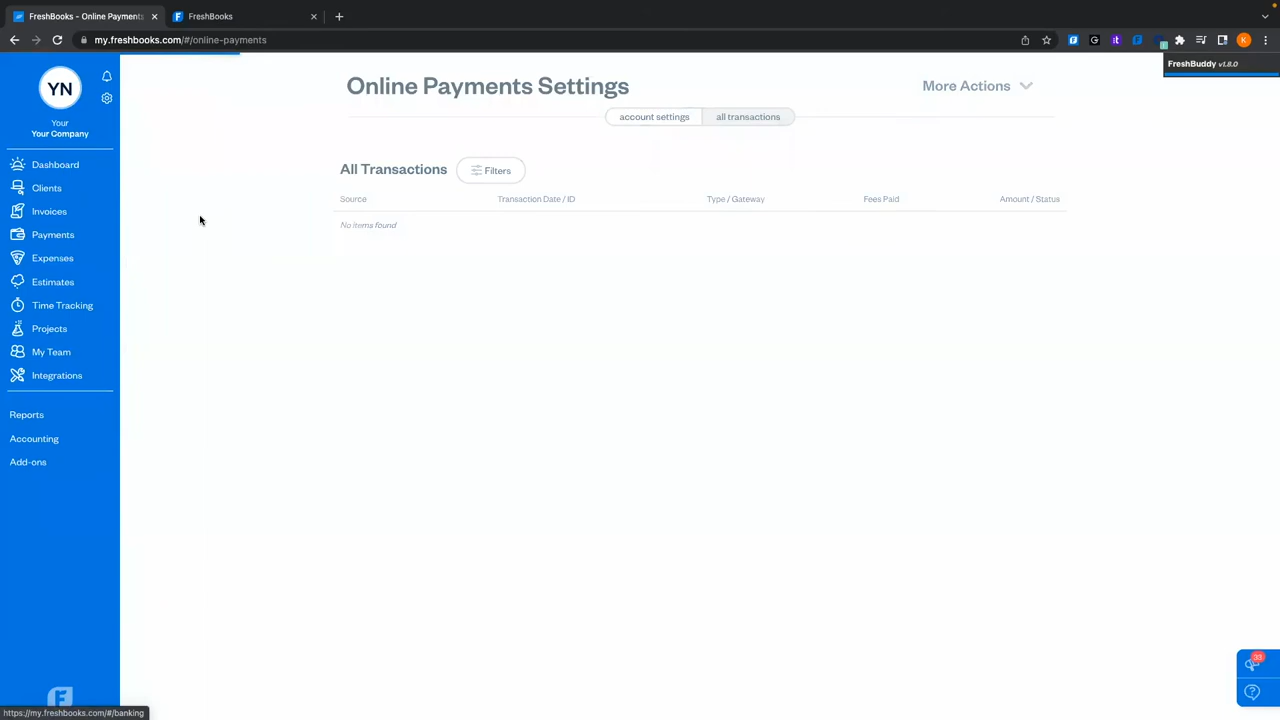 FreshBooks - Online Payments
FreshBooks
my.freshbooks.com/#/online-payments
FreshBuddy v1.8.0
YN
Your
Your Company
Dashboard
Clients
Invoices
Payments
Expenses
Estimates
Time Tracking
Projects
My Team
Integrations
Reports
Accounting
Add-ons
Online Payments Settings
More Actions
account settings
all transactions
All Transactions
Filters
Source
Transaction Date / ID
Type / Gateway
Fees Paid
Amount / Status
No items found
33
https://my.freshbooks.com/#/banking